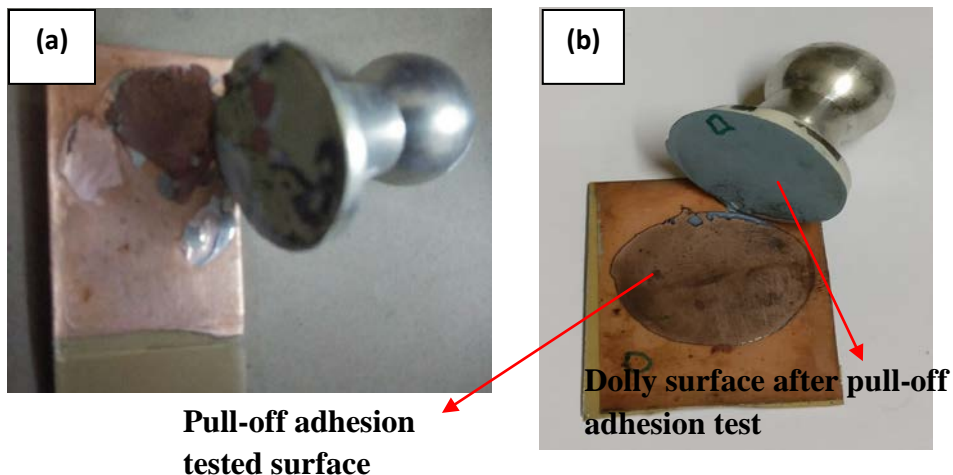 (a)
(b)
Pull-off adhesion
tested surface
Dolly surface after pull-off
adhesion test